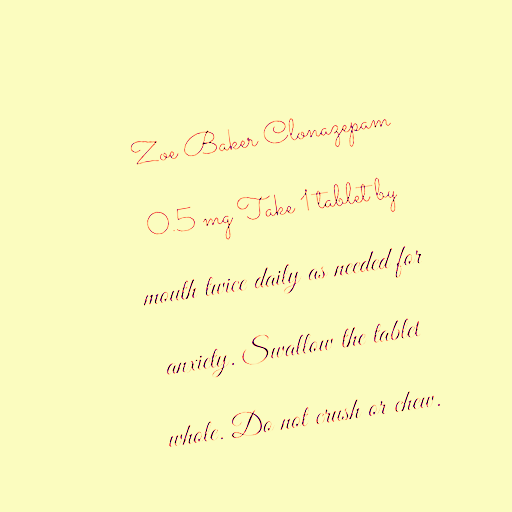 Zoe Baker Clonazepam
0.5 mg Take 1 tablet by
mouth twice daily as needed for
anxiety. Swallow the tablet
whole. Do not crush or chew.